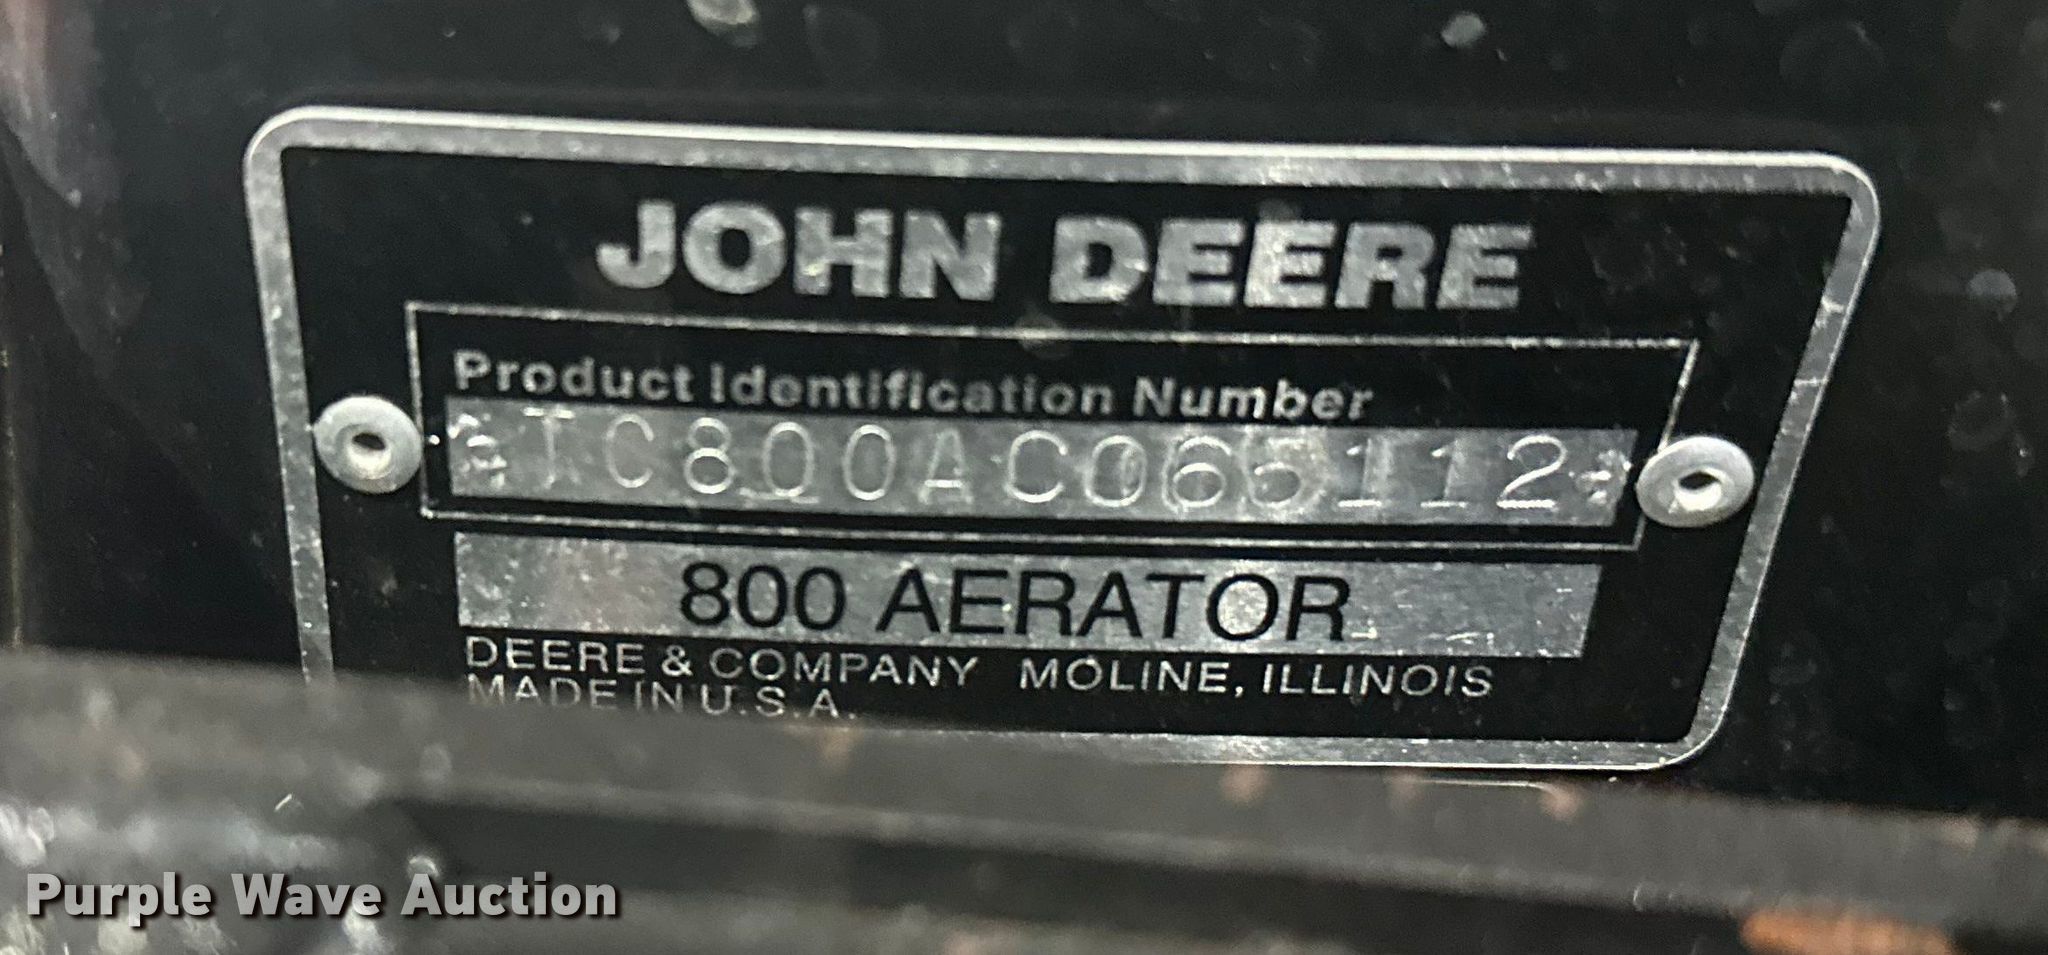 JOHN DEERE
Product Identification Number
*TC800AC065112*
800 AERATOR
DEERE & COMPANY MOLINE, ILLINOIS
MADE IN U.S.A.
Purple Wave Auction